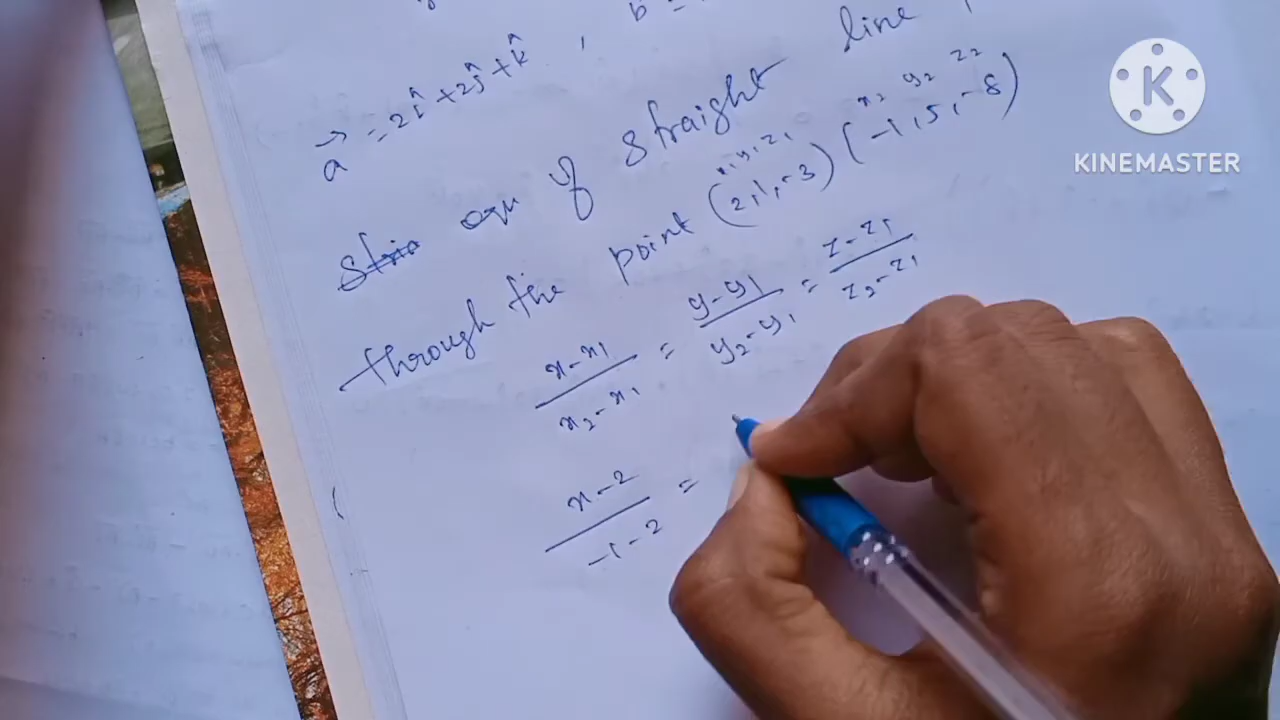 a⃗ = 2î + 2ĵ + k̂ ,
eqn of straight line
x₁ y₁ z₁ x₂ y₂ z₂
through the point (2, 1, -3) (-1, 5, -8)
x-x₁/x₂-x₁ = y-y₁/y₂-y₁ = z-z₁/z₂-z₁
x-2/-1-2 =
K
KINEMASTER